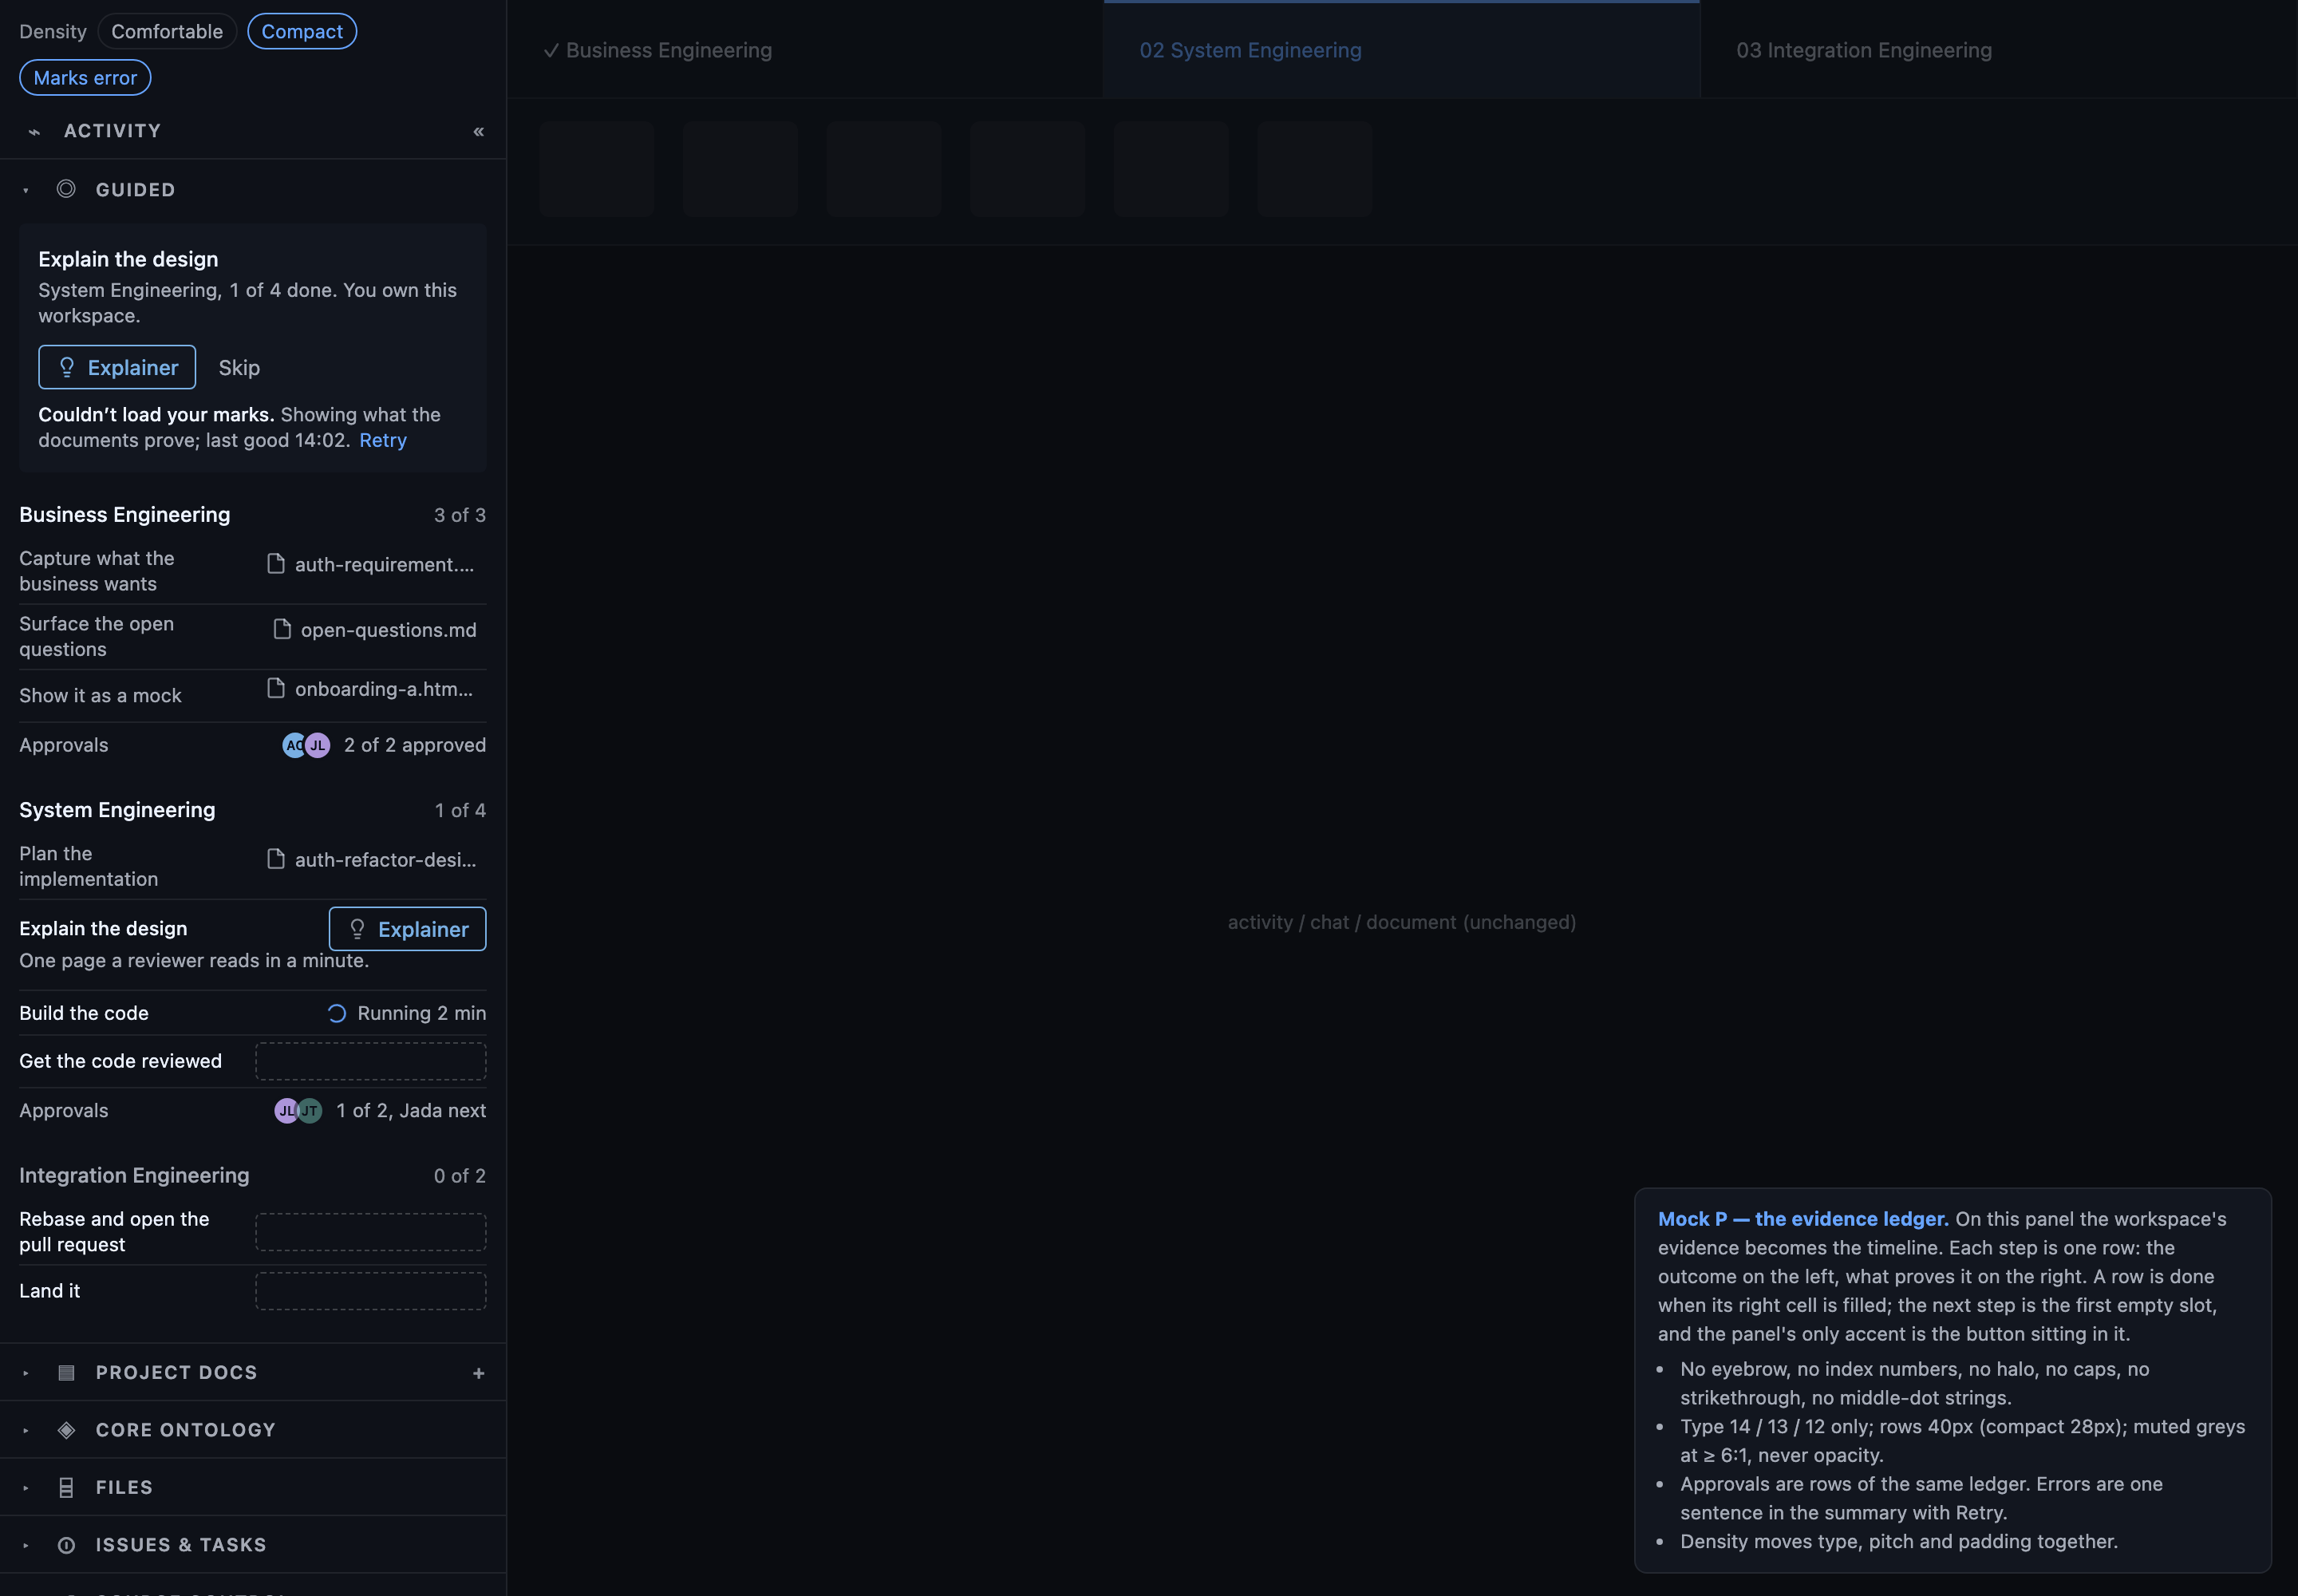 Density Comfortable Compact
Marks error
ACTIVITY «
GUIDED
Explain the design
System Engineering, 1 of 4 done. You own this
workspace.
Explainer Skip
Couldn’t load your marks. Showing what the
documents prove; last good 14:02. Retry
Business Engineering 3 of 3
Capture what the
business wants
auth-requirement.…
Surface the open
questions
open-questions.md
Show it as a mock onboarding-a.htm…
Approvals AC JL 2 of 2 approved
System Engineering 1 of 4
Plan the
implementation
auth-refactor-desi…
Explain the design Explainer
One page a reviewer reads in a minute.
Build the code Running 2 min
Get the code reviewed
Approvals JL JT 1 of 2, Jada next
Integration Engineering 0 of 2
Rebase and open the
pull request
Land it
PROJECT DOCS +
CORE ONTOLOGY
FILES
ISSUES & TASKS
✓ Business Engineering
02 System Engineering
03 Integration Engineering
activity / chat / document (unchanged)
Mock P — the evidence ledger. On this panel the workspace's
evidence becomes the timeline. Each step is one row: the
outcome on the left, what proves it on the right. A row is done
when its right cell is filled; the next step is the first empty slot,
and the panel's only accent is the button sitting in it.
• No eyebrow, no index numbers, no halo, no caps, no
strikethrough, no middle-dot strings.
• Type 14 / 13 / 12 only; rows 40px (compact 28px); muted greys
at ≥ 6:1, never opacity.
• Approvals are rows of the same ledger. Errors are one
sentence in the summary with Retry.
• Density moves type, pitch and padding together.